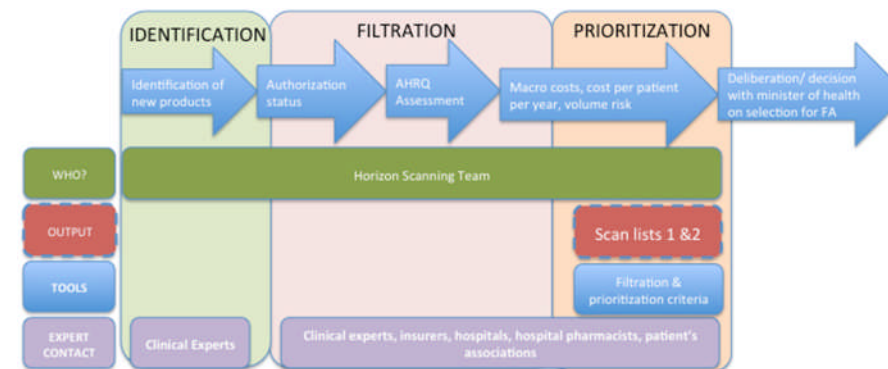 IDENTIFICATION
FILTRATION
PRIORITIZATION
Identification of
new products
Authorization
status
AHRQ
Assessment
Macro costs, cost per patient
per year, volume risk
Deliberation/ decision
with minister of health
on selection for FA
WHO?
Horizon Scanning Team
OUTPUT
Scan lists 1 &2
TOOLS
Filtration &
prioritization criteria
EXPERT
CONTACT
Clinical Experts
Clinical experts, insurers, hospitals, hospital pharmacists, patient's
associations